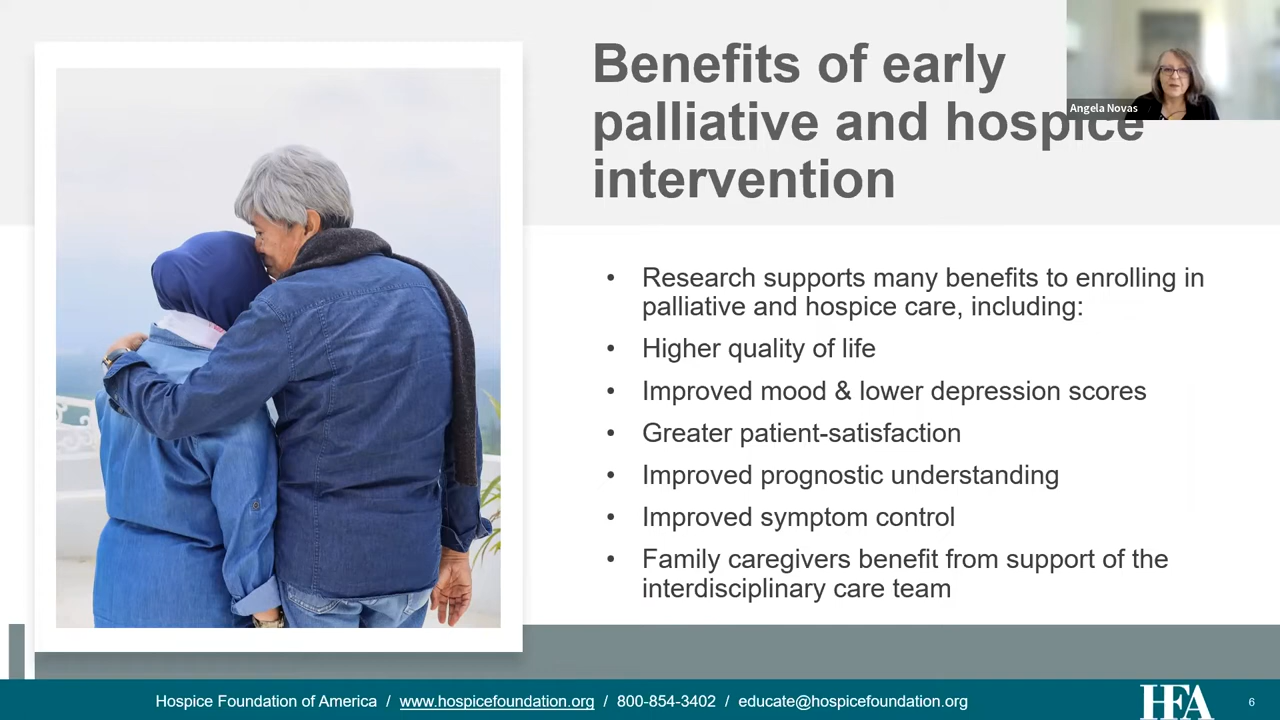 Benefits of early
palliative and hospice
intervention
Angela Novas
• Research supports many benefits to enrolling in
palliative and hospice care, including:
• Higher quality of life
• Improved mood & lower depression scores
• Greater patient-satisfaction
• Improved prognostic understanding
• Improved symptom control
• Family caregivers benefit from support of the
interdisciplinary care team
Hospice Foundation of America / www.hospicefoundation.org / 800-854-3402 / educate@hospicefoundation.org
HFA
6